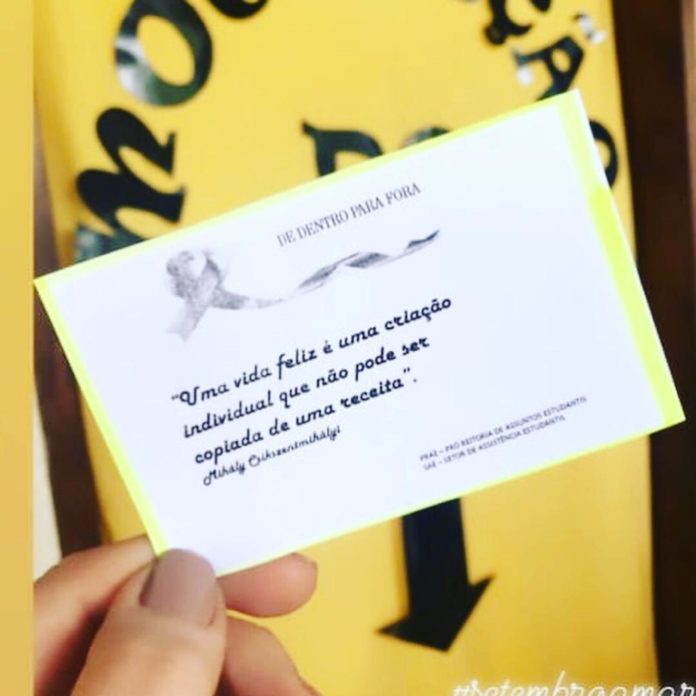 DE DENTRO PARA FORA
"Uma vida feliz é uma criação
individual que não pode ser
copiada de uma receita".
Mihály Csikszentmihályi
PRAE – PRÓ REITORIA DE ASSUNTOS ESTUDANTIS
SAE – SETOR DE ASSISTÊNCIA ESTUDANTIL
#setembroamar